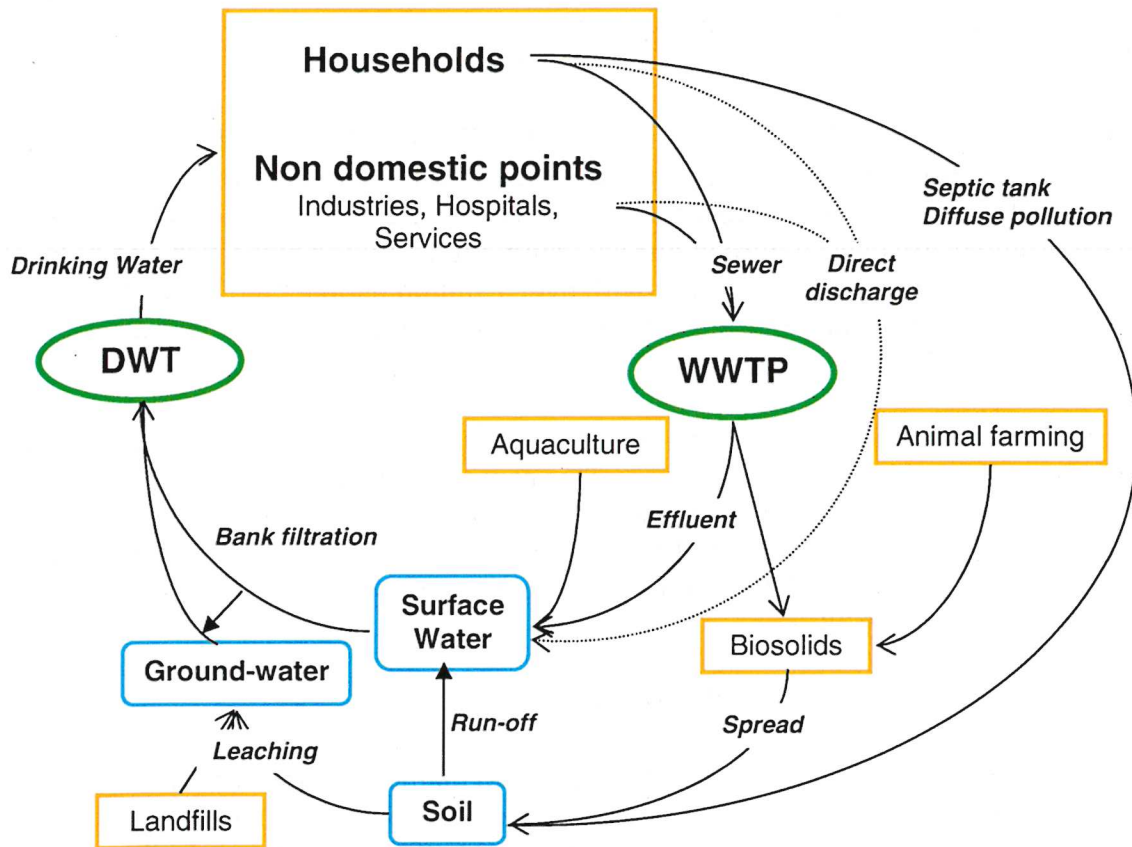 Households
Non domestic points
Industries, Hospitals,
Services
Septic tank
Diffuse pollution
Drinking Water
Sewer
Direct
discharge
DWT
WWTP
Aquaculture
Animal farming
Effluent
Bank filtration
Surface
Water
Biosolids
Ground-water
Run-off
Spread
Leaching
Landfills
Soil